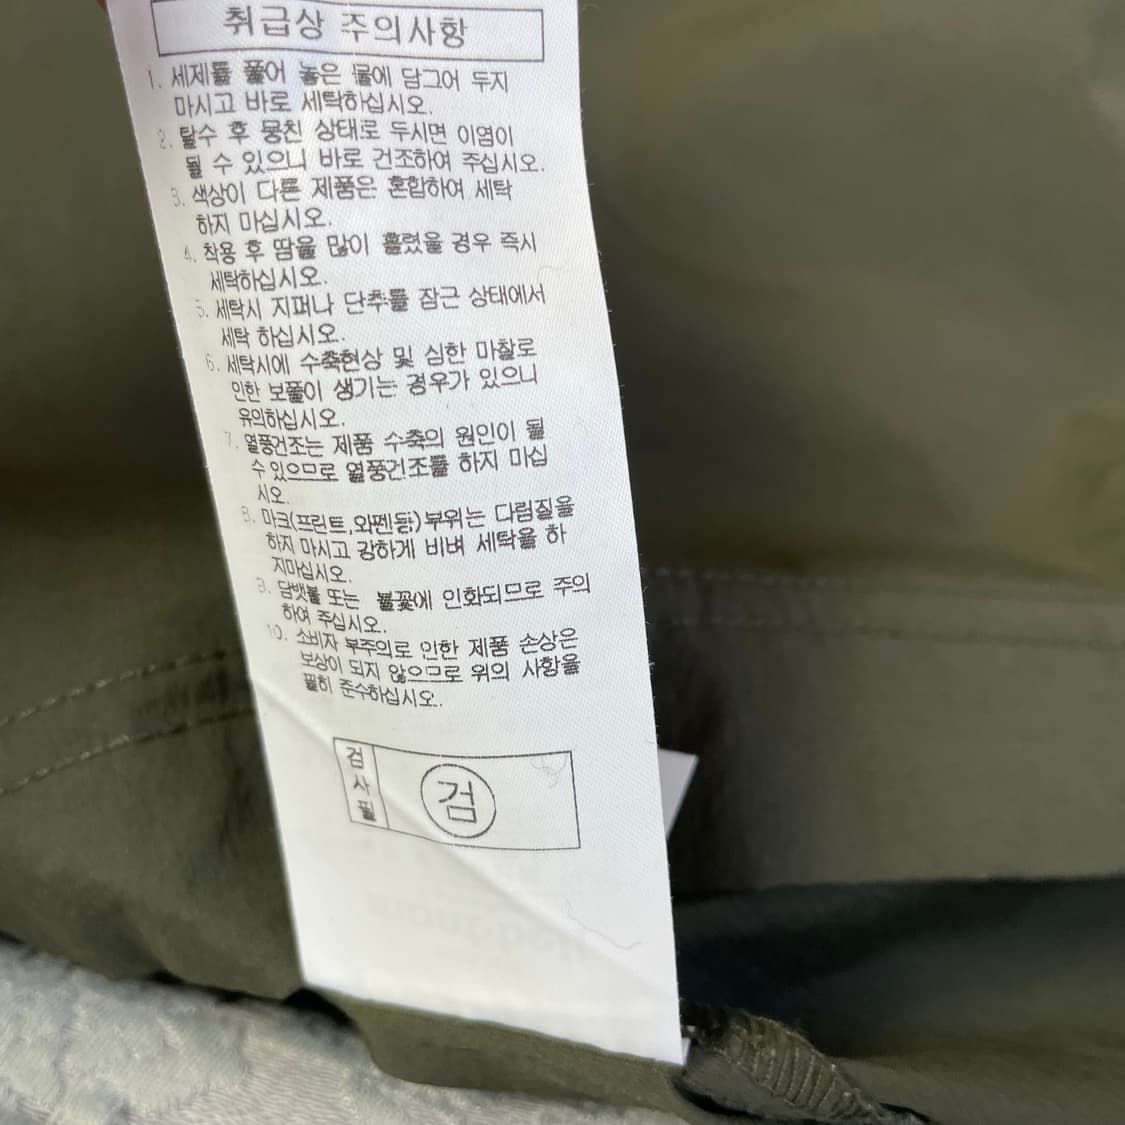 취급상 주의사항
1. 세제를 풀어 놓은 물에 담그어 두지
마시고 바로 세탁하십시오.
2. 탈수 후 뭉친 상태로 두시면 이염이
될 수 있으니 바로 건조하여 주십시오.
3. 색상이 다른 제품은 혼합하여 세탁
하지 마십시오.
4. 착용 후 땀을 많이 흘렸을 경우 즉시
세탁하십시오.
5. 세탁시 지퍼나 단추를 잠근 상태에서
세탁 하십시오.
6. 세탁시에 수축현상 및 심한 마찰로
인한 보풀이 생기는 경우가 있으니
유의하십시오.
7. 열풍건조는 제품 수축의 원인이 될
수 있으므로 열풍건조를 하지 마십
시오.
8. 마크(프린트,와펜등)부위는 다림질을
하지 마시고 강하게 비벼 세탁을 하
지마십시오.
9. 담뱃불 또는 불꽃에 인화되므로 주의
하여 주십시오.
10. 소비자 부주의로 인한 제품 손상은
보상이 되지 않으므로 위의 사항을
필히 준수하십시오.
검사필
검